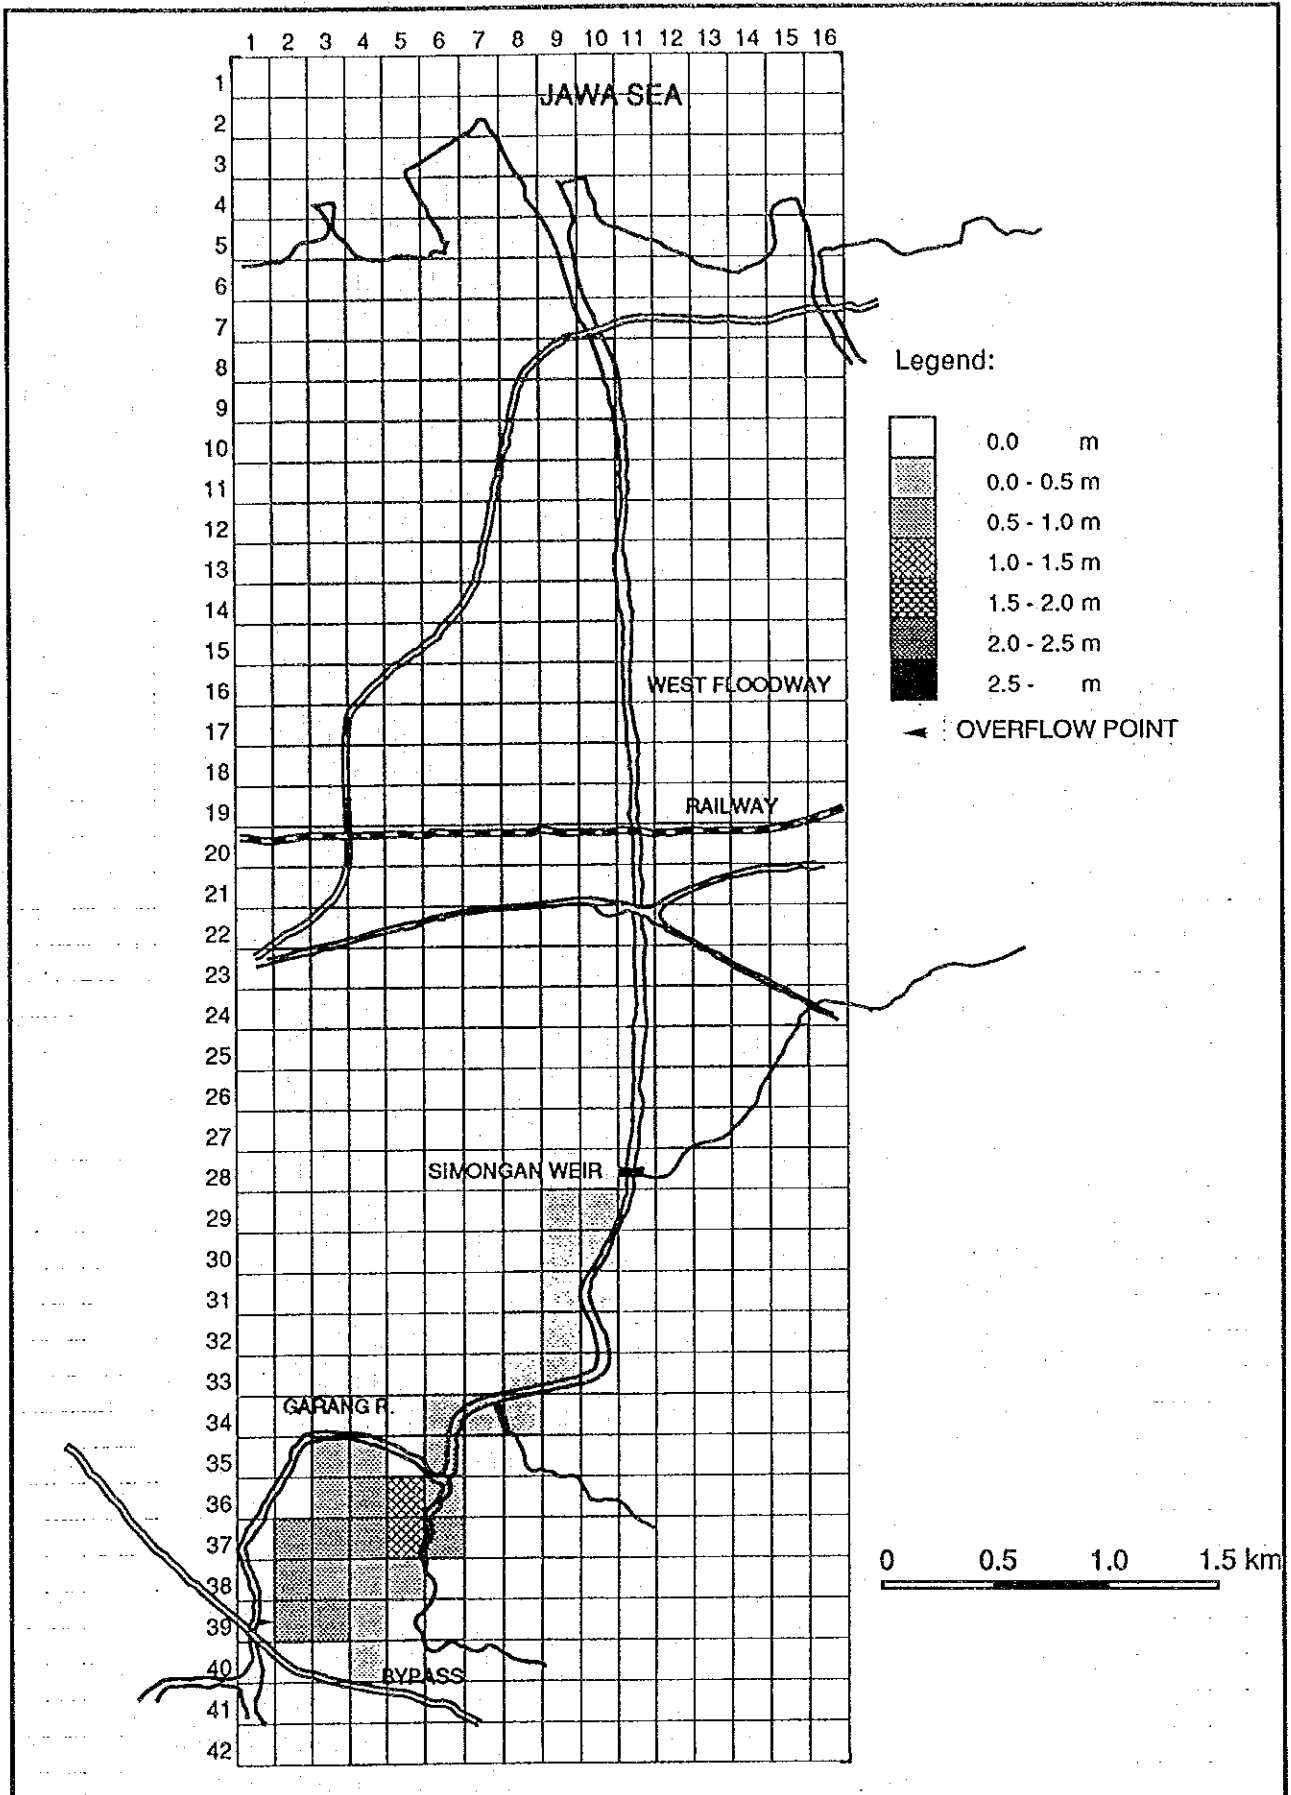 1 2 3 4 5 6 7 8 9 10 11 12 13 14 15 16
1
JAWA SEA
2
3
4
5
6
7
8
Legend:
9
10
11
12
13
14
15
16
17
18
19
20
21
22
23
24
25
26
27
28
29
30
31
32
33
34
35
36
37
38
39
40
41
42
0.0 m
0.0 - 0.5 m
0.5 - 1.0 m
1.0 - 1.5 m
1.5 - 2.0 m
2.0 - 2.5 m
2.5 - m
OVERFLOW POINT
WEST FLOODWAY
RAILWAY
SIMONGAN WEIR
GARANG R.
BYPASS
0 0.5 1.0 1.5 km